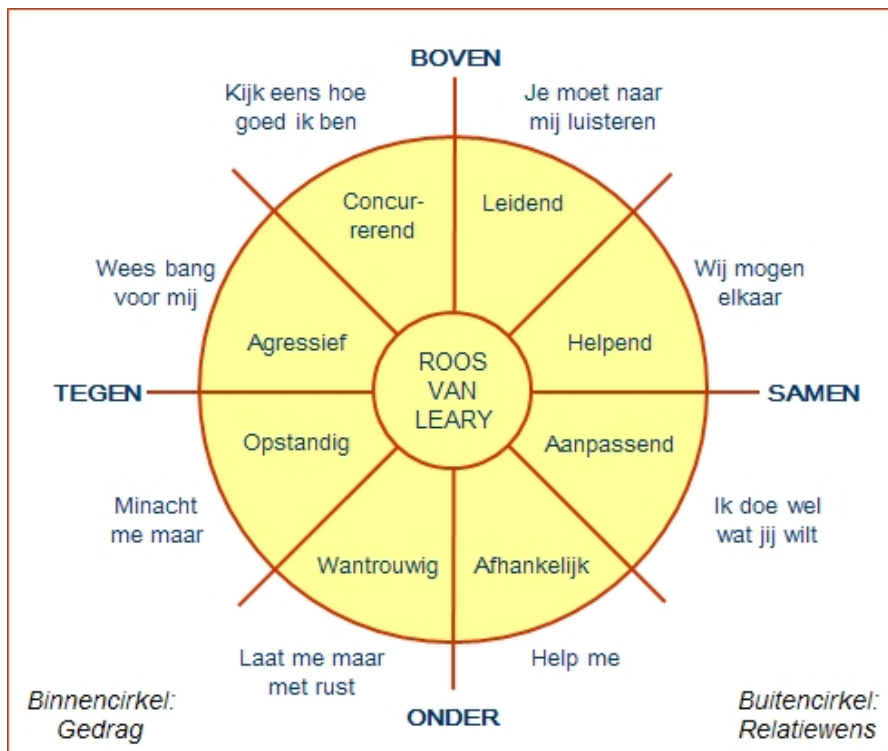 BOVEN
Kijk eens hoe
goed ik ben
Je moet naar
mij luisteren
Concur-
rerend
Leidend
Wees bang
voor mij
Wij mogen
elkaar
Agressief
Helpend
ROOS
VAN
LEARY
TEGEN
SAMEN
Opstandig
Aanpassend
Minacht
me maar
Ik doe wel
wat jij wilt
Wantrouwig
Afhankelijk
Laat me maar
met rust
Help me
Binnencirkel:
Gedrag
ONDER
Buitencirkel:
Relatiewens